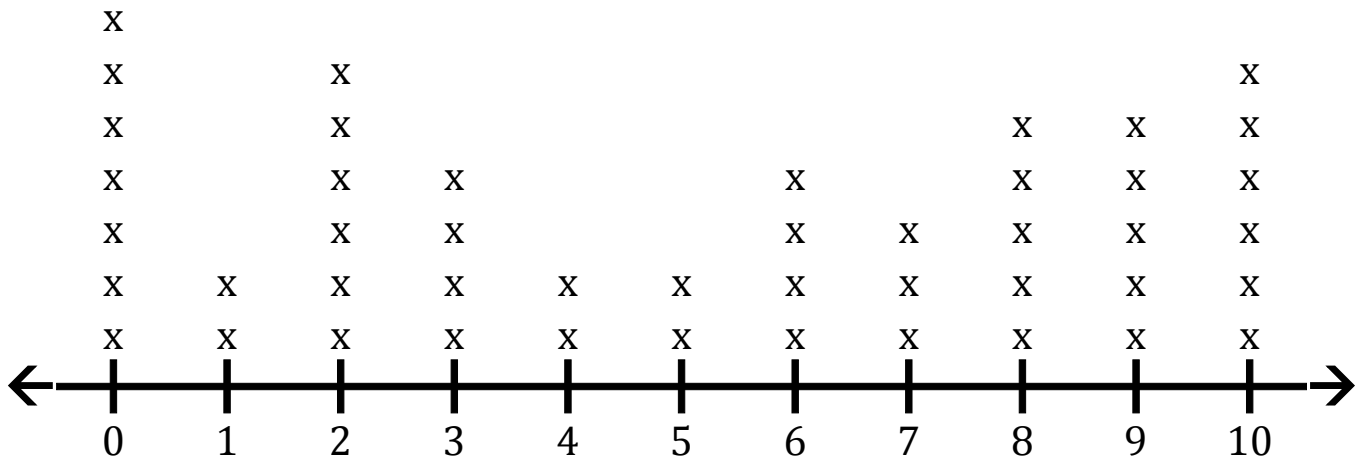 x
x x x
x x x x x
x x x x x x x
x x x x x x x x
x x x x x x x x x x x
x x x x x x x x x x x
0 1 2 3 4 5 6 7 8 9 10